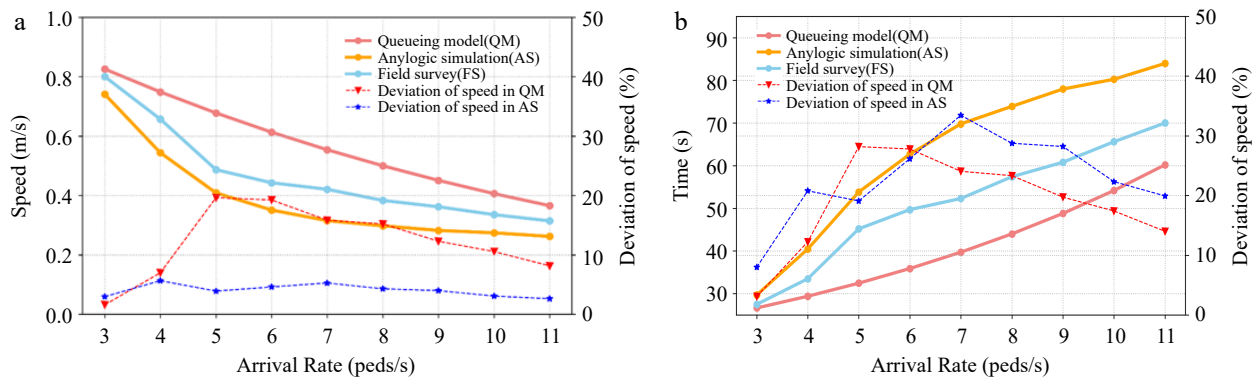 a
Speed (m/s)
1.0
0.8
0.6
0.4
0.2
0.0
Queueing model(QM)
Anylogic simulation(AS)
Field survey(FS)
Deviation of speed in QM
Deviation of speed in AS
50
40
30
20
10
0
Deviation of speed (%)
3 4 5 6 7 8 9 10 11
Arrival Rate (peds/s)
b
Time (s)
90
80
70
60
50
40
30
Queueing model(QM)
Anylogic simulation(AS)
Field survey(FS)
Deviation of speed in QM
Deviation of speed in AS
50
40
30
20
10
0
Deviation of speed (%)
3 4 5 6 7 8 9 10 11
Arrival Rate (peds/s)